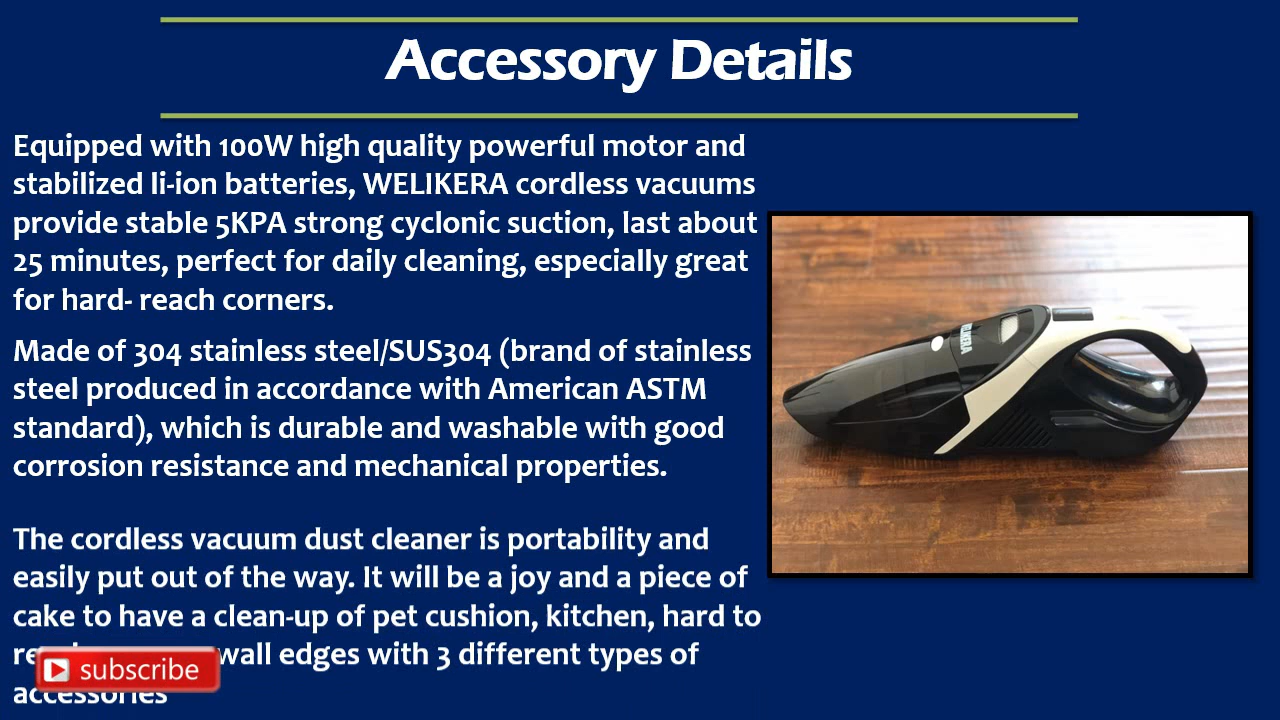 Accessory Details
Equipped with 100W high quality powerful motor and
stabilized li-ion batteries, WELIKERA cordless vacuums
provide stable 5KPA strong cyclonic suction, last about
25 minutes, perfect for daily cleaning, especially great
for hard- reach corners.
Made of 304 stainless steel/SUS304 (brand of stainless
steel produced in accordance with American ASTM
standard), which is durable and washable with good
corrosion resistance and mechanical properties.
The cordless vacuum dust cleaner is portability and
easily put out of the way. It will be a joy and a piece of
cake to have a clean-up of pet cushion, kitchen, hard to
wall edges with 3 different types of
accessories
subscribe
WELIKERA